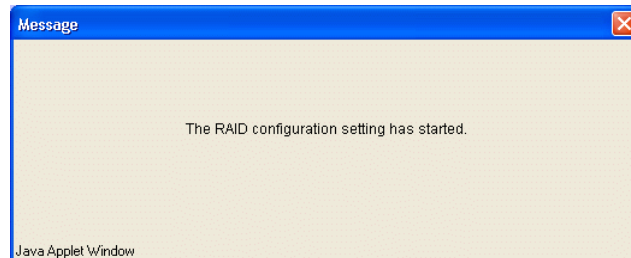 Message
The RAID configuration setting has started.
Java Applet Window